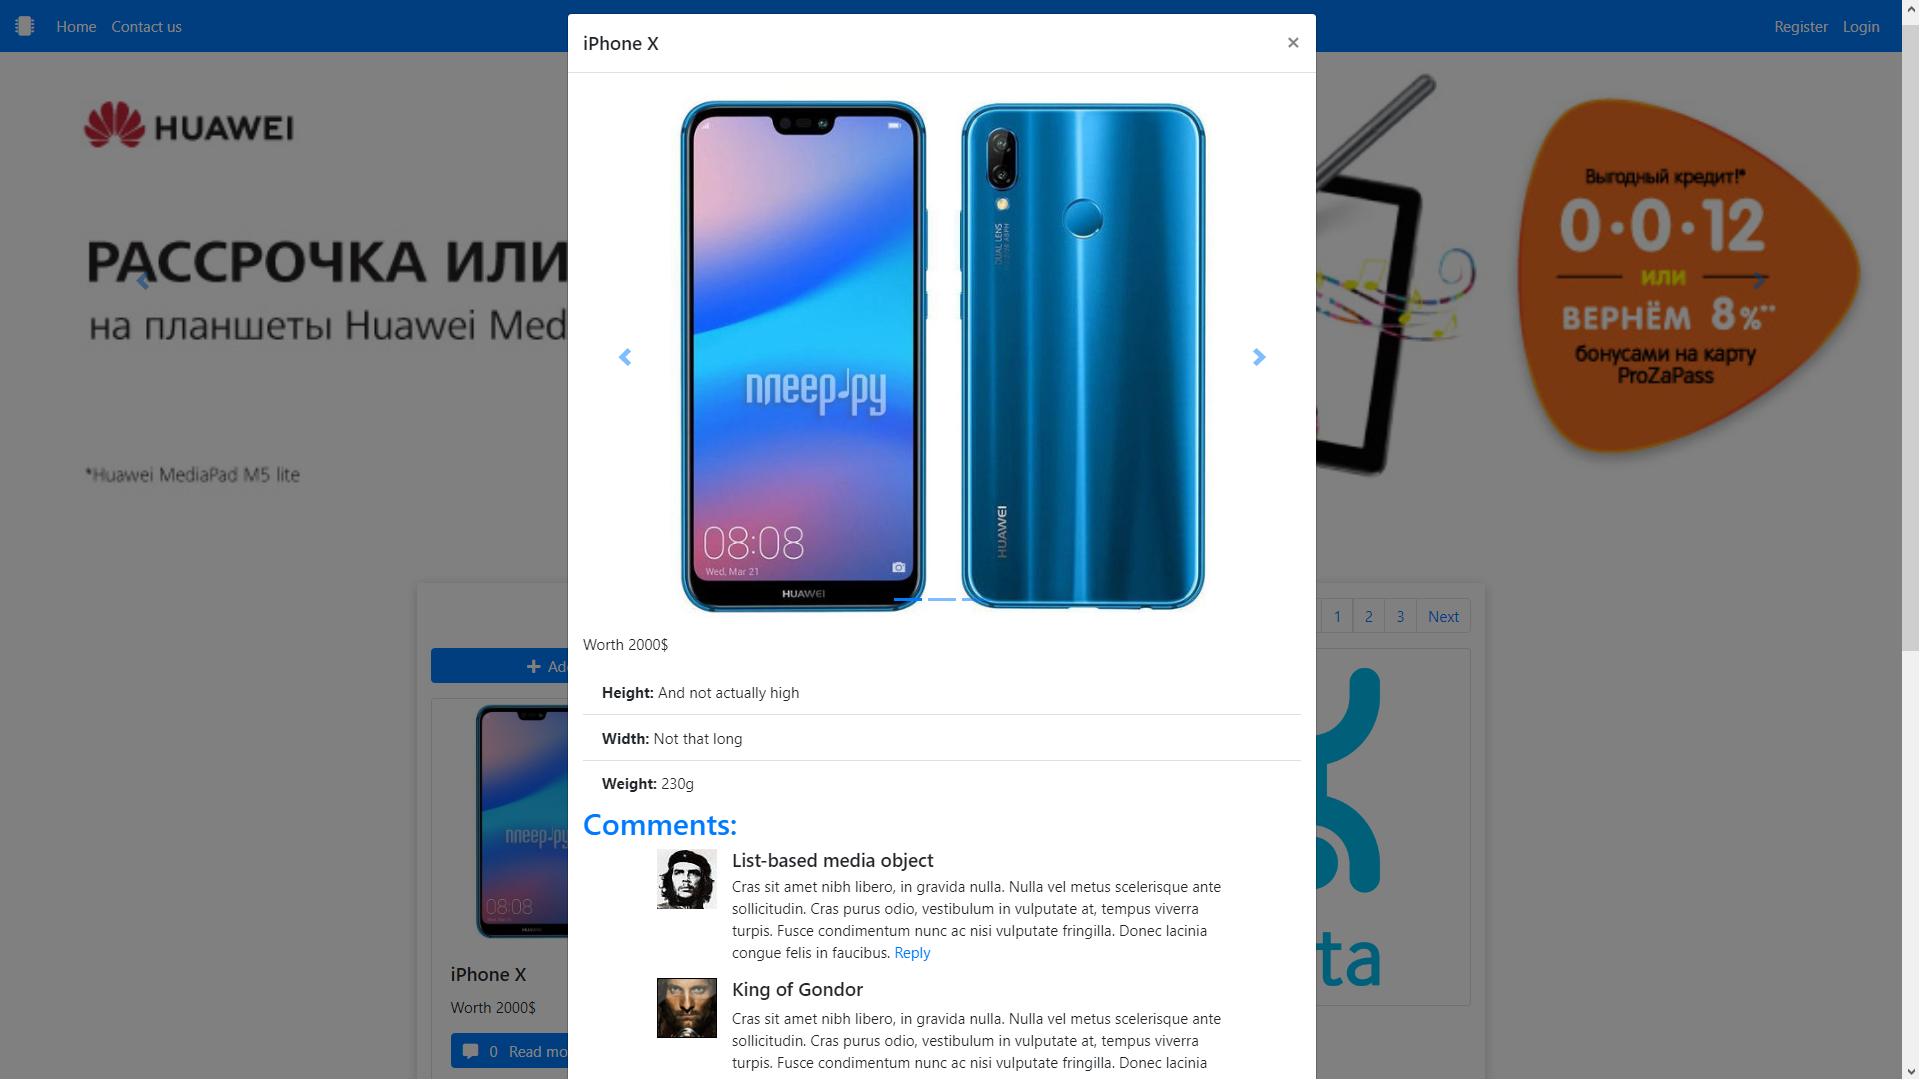 Home Contact us
Register Login
iPhone X ×
HUAWEI
РАССРОЧКА ИЛИ
на планшеты Huawei Med
*Huawei MediaPad M5 lite
Выгодный кредит!*
0·0·12
или
ВЕРНЁМ 8%**
бонусами на карту
ProZaPass
плеер.ру
08:08
Wed, Mar 21
HUAWEI
DUAL LENS
HUAWEI
Worth 2000$
Height: And not actually high
Width: Not that long
Weight: 230g
Comments:
List-based media object
Cras sit amet nibh libero, in gravida nulla. Nulla vel metus scelerisque ante
sollicitudin. Cras purus odio, vestibulum in vulputate at, tempus viverra
turpis. Fusce condimentum nunc ac nisi vulputate fringilla. Donec lacinia
congue felis in faucibus. Reply
King of Gondor
Cras sit amet nibh libero, in gravida nulla. Nulla vel metus scelerisque ante
sollicitudin. Cras purus odio, vestibulum in vulputate at, tempus viverra
turpis. Fusce condimentum nunc ac nisi vulputate fringilla. Donec lacinia
1 2 3 Next
Ad
плеер.ру
08:08
HUAWEI
iPhone X
Worth 2000$
0 Read mo
ta